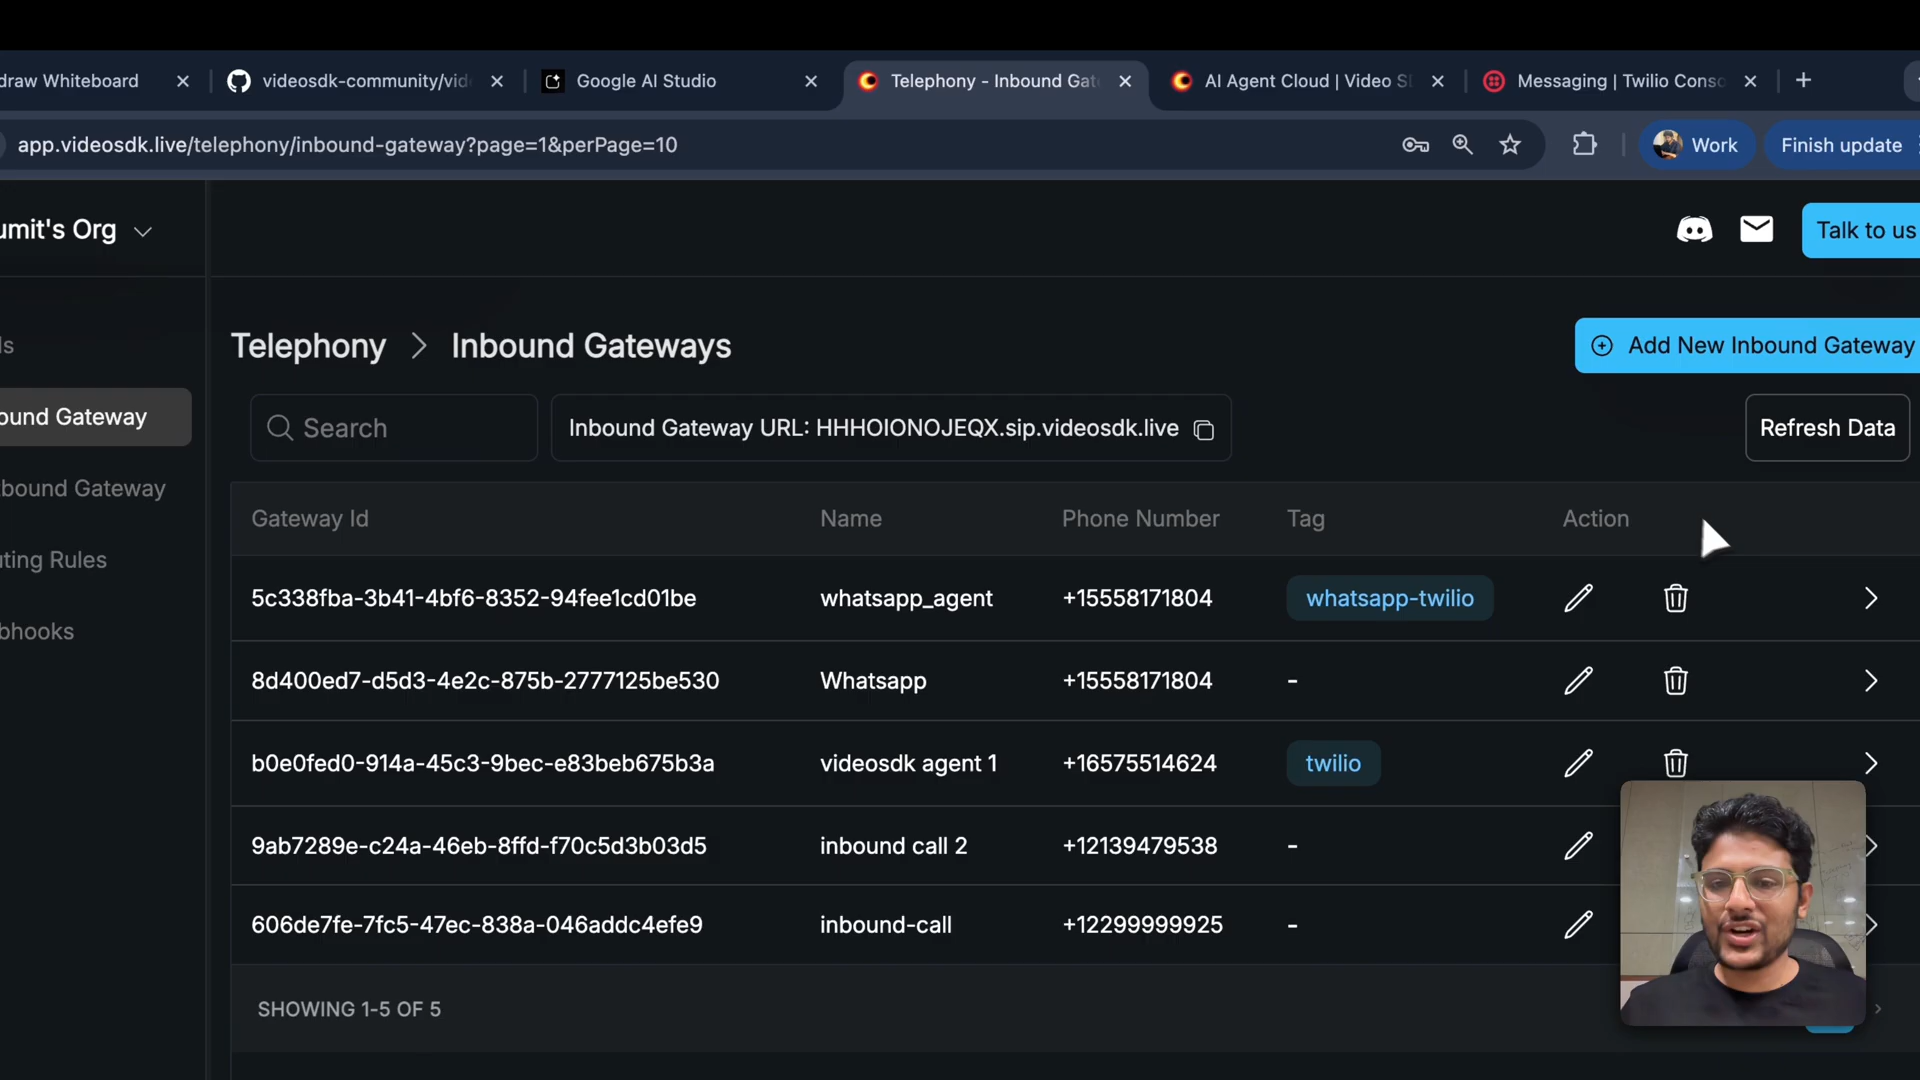 draw Whiteboard
videosdk-community/vid
Google AI Studio
Telephony - Inbound Gat
AI Agent Cloud | Video S
Messaging | Twilio Conso
app.videosdk.live/telephony/inbound-gateway?page=1&perPage=10
Work
Finish update
umit's Org
Talk to us
ls
ound Gateway
bound Gateway
uting Rules
bhooks
Telephony > Inbound Gateways
Add New Inbound Gateway
Search
Inbound Gateway URL: HHHOIONOJEQX.sip.videosdk.live
Refresh Data
Gateway Id Name Phone Number Tag Action
5c338fba-3b41-4bf6-8352-94fee1cd01be whatsapp_agent +15558171804 whatsapp-twilio
8d400ed7-d5d3-4e2c-875b-2777125be530 Whatsapp +15558171804 -
b0e0fed0-914a-45c3-9bec-e83beb675b3a videosdk agent 1 +16575514624 twilio
9ab7289e-c24a-46eb-8ffd-f70c5d3b03d5 inbound call 2 +12139479538 -
606de7fe-7fc5-47ec-838a-046addc4efe9 inbound-call +12299999925 -
SHOWING 1-5 OF 5